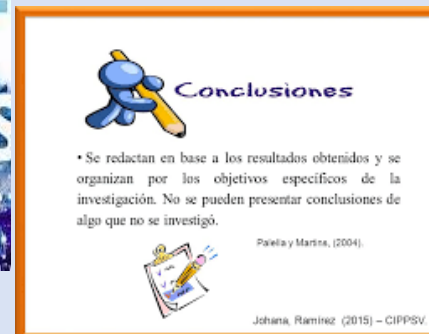 Conclusiones
• Se redactan en base a los resultados obtenidos y se
organizan por los objetivos específicos de la
investigación. No se pueden presentar conclusiones de
algo que no se investigó.
Palella y Martins, (2004).
Johana, Ramirez (2015) – CIPPSV.